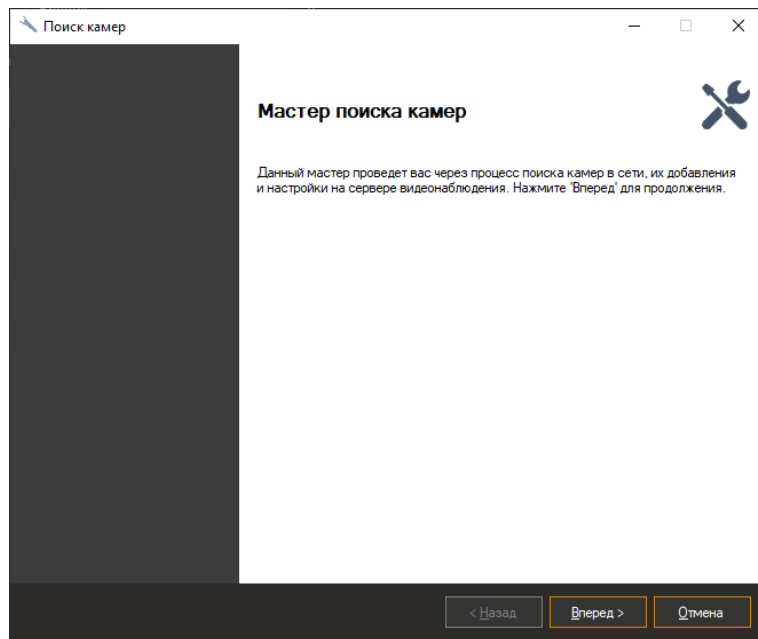 Поиск камер
Мастер поиска камер
Данный мастер проведет вас через процесс поиска камер в сети, их добавления
и настройки на сервере видеонаблюдения. Нажмите 'Вперед' для продолжения.
< Назад Вперед > Отмена